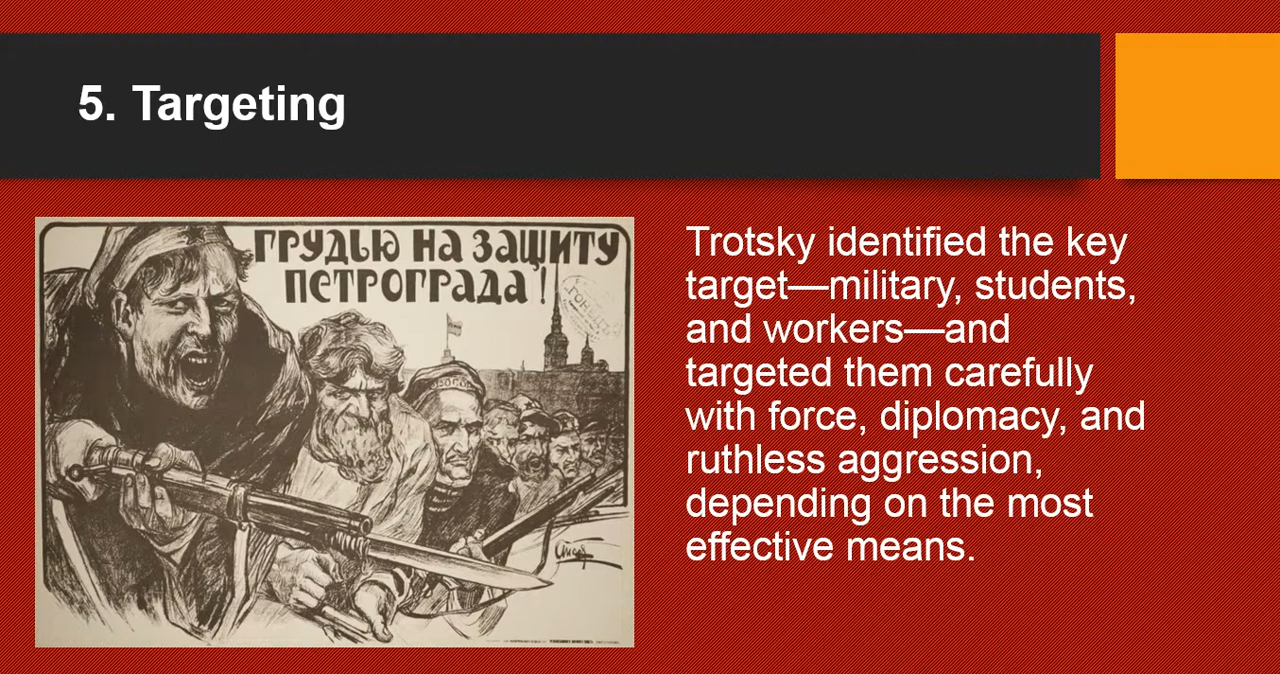 5. Targeting
ГРУДЬЮ НА ЗАЩИТУ
ПЕТРОГРАДА!
Trotsky identified the key
target—military, students,
and workers—and
targeted them carefully
with force, diplomacy, and
ruthless aggression,
depending on the most
effective means.